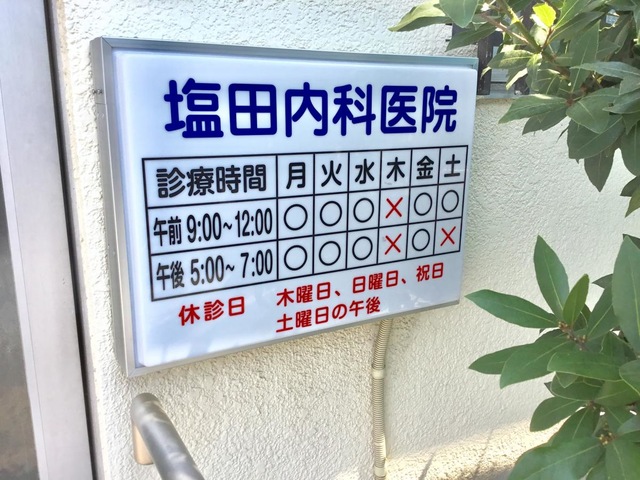 塩田内科医院
診療時間 月 火 水 木 金 土
午前 9:00~12:00 ○ ○ ○ × ○ ○
午後 5:00~ 7:00 ○ ○ ○ × ○ ×
休診日 木曜日、日曜日、祝日
土曜日の午後